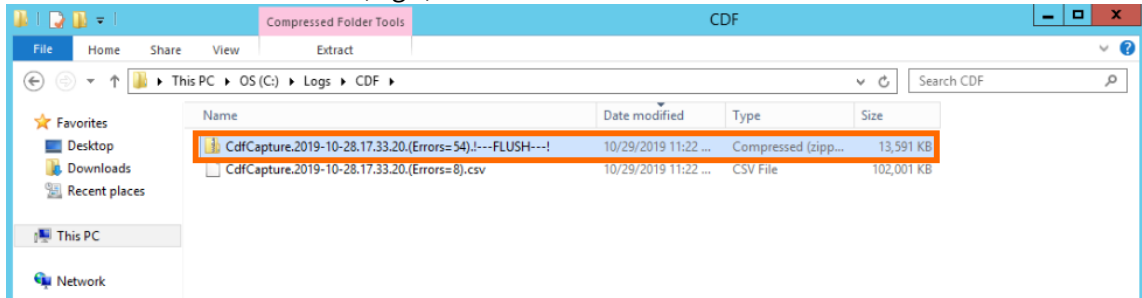 Compressed Folder Tools
CDF
File Home Share View Extract
This PC OS (C:) Logs CDF
Search CDF
Name Date modified Type Size
Favorites
Desktop
Downloads
Recent places
This PC
Network
CdfCapture.2019-10-28.17.33.20.(Errors=54).!---FLUSH---! 10/29/2019 11:22 ... Compressed (zipp... 13,591 KB
CdfCapture.2019-10-28.17.33.20.(Errors=8).csv 10/29/2019 11:22 ... CSV File 102,001 KB